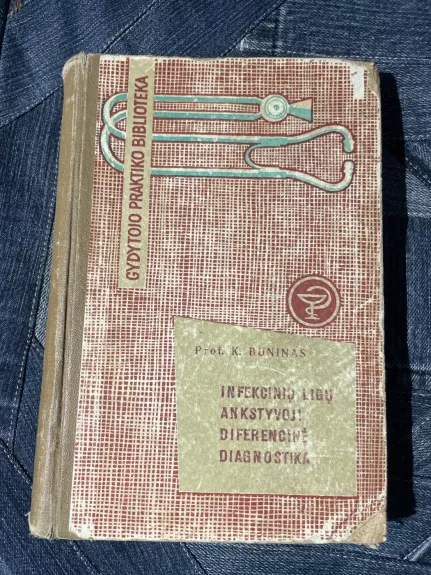 GYDYTOJO PRAKTIKO BIBLIOTEKA
Prof. K. BUNINAS
INFEKCINIŲ LIGŲ
ANKSTYVOJI
DIFERENCINĖ
DIAGNOSTIKA